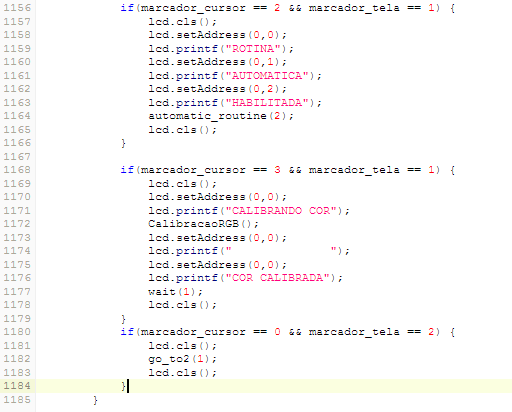 1156 if(marcador_cursor == 2 && marcador_tela == 1) {
1157 lcd.cls();
1158 lcd.setAddress(0,0);
1159 lcd.printf("ROTINA");
1160 lcd.setAddress(0,1);
1161 lcd.printf("AUTOMATICA");
1162 lcd.setAddress(0,2);
1163 lcd.printf("HABILITADA");
1164 automatic_routine(2);
1165 lcd.cls();
1166 }
1167
1168 if(marcador_cursor == 3 && marcador_tela == 1) {
1169 lcd.cls();
1170 lcd.setAddress(0,0);
1171 lcd.printf("CALIBRANDO COR");
1172 CalibracaoRGB();
1173 lcd.setAddress(0,0);
1174 lcd.printf("              ");
1175 lcd.setAddress(0,0);
1176 lcd.printf("COR CALIBRADA");
1177 wait(1);
1178 lcd.cls();
1179 }
1180 if(marcador_cursor == 0 && marcador_tela == 2) {
1181 lcd.cls();
1182 go_to2(1);
1183 lcd.cls();
1184 }
1185 }